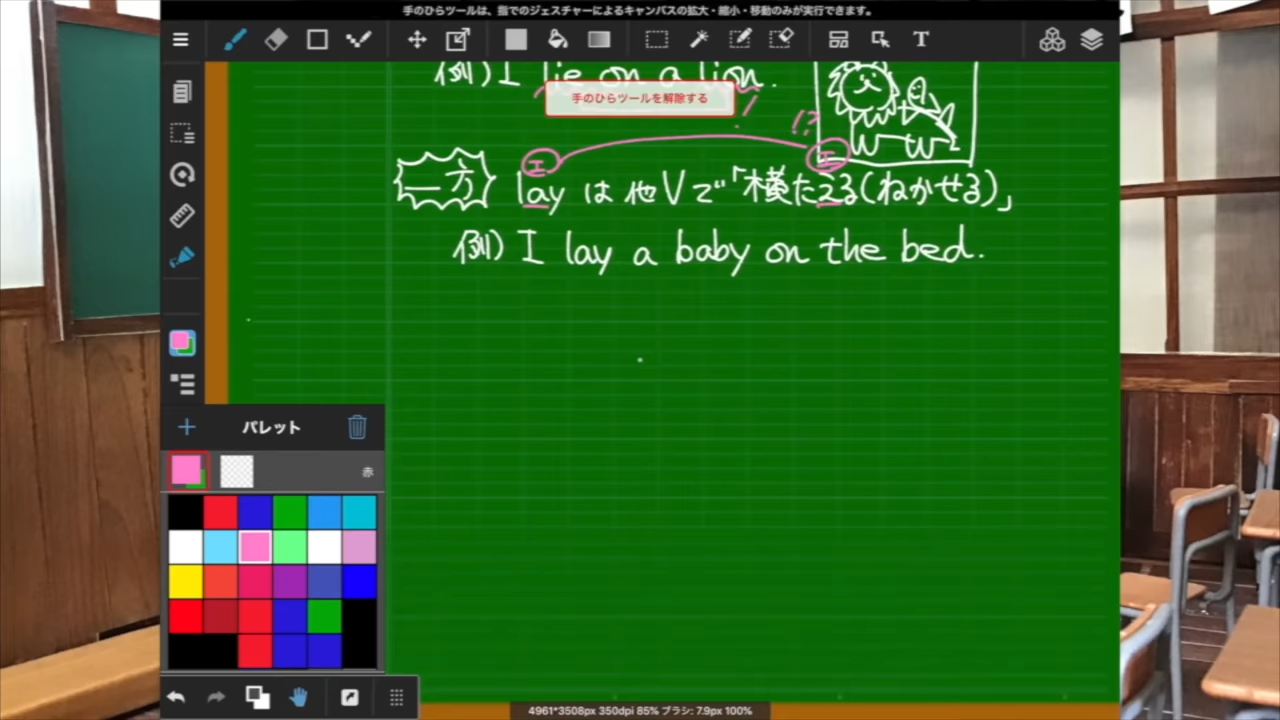 手のひらツールは、指でのジェスチャーによるキャンバスの拡大・縮小・移動のみが実行できます。
T
例) I lie on a lion.
手のひらツールを解除する
!
!?
エ エ
一方 lay は 他V で「横たえる(ねかせる)」
例) I lay a baby on the bed.
パレット
赤
4961*3508px 350dpi 85% ブラシ: 7.9px 100%